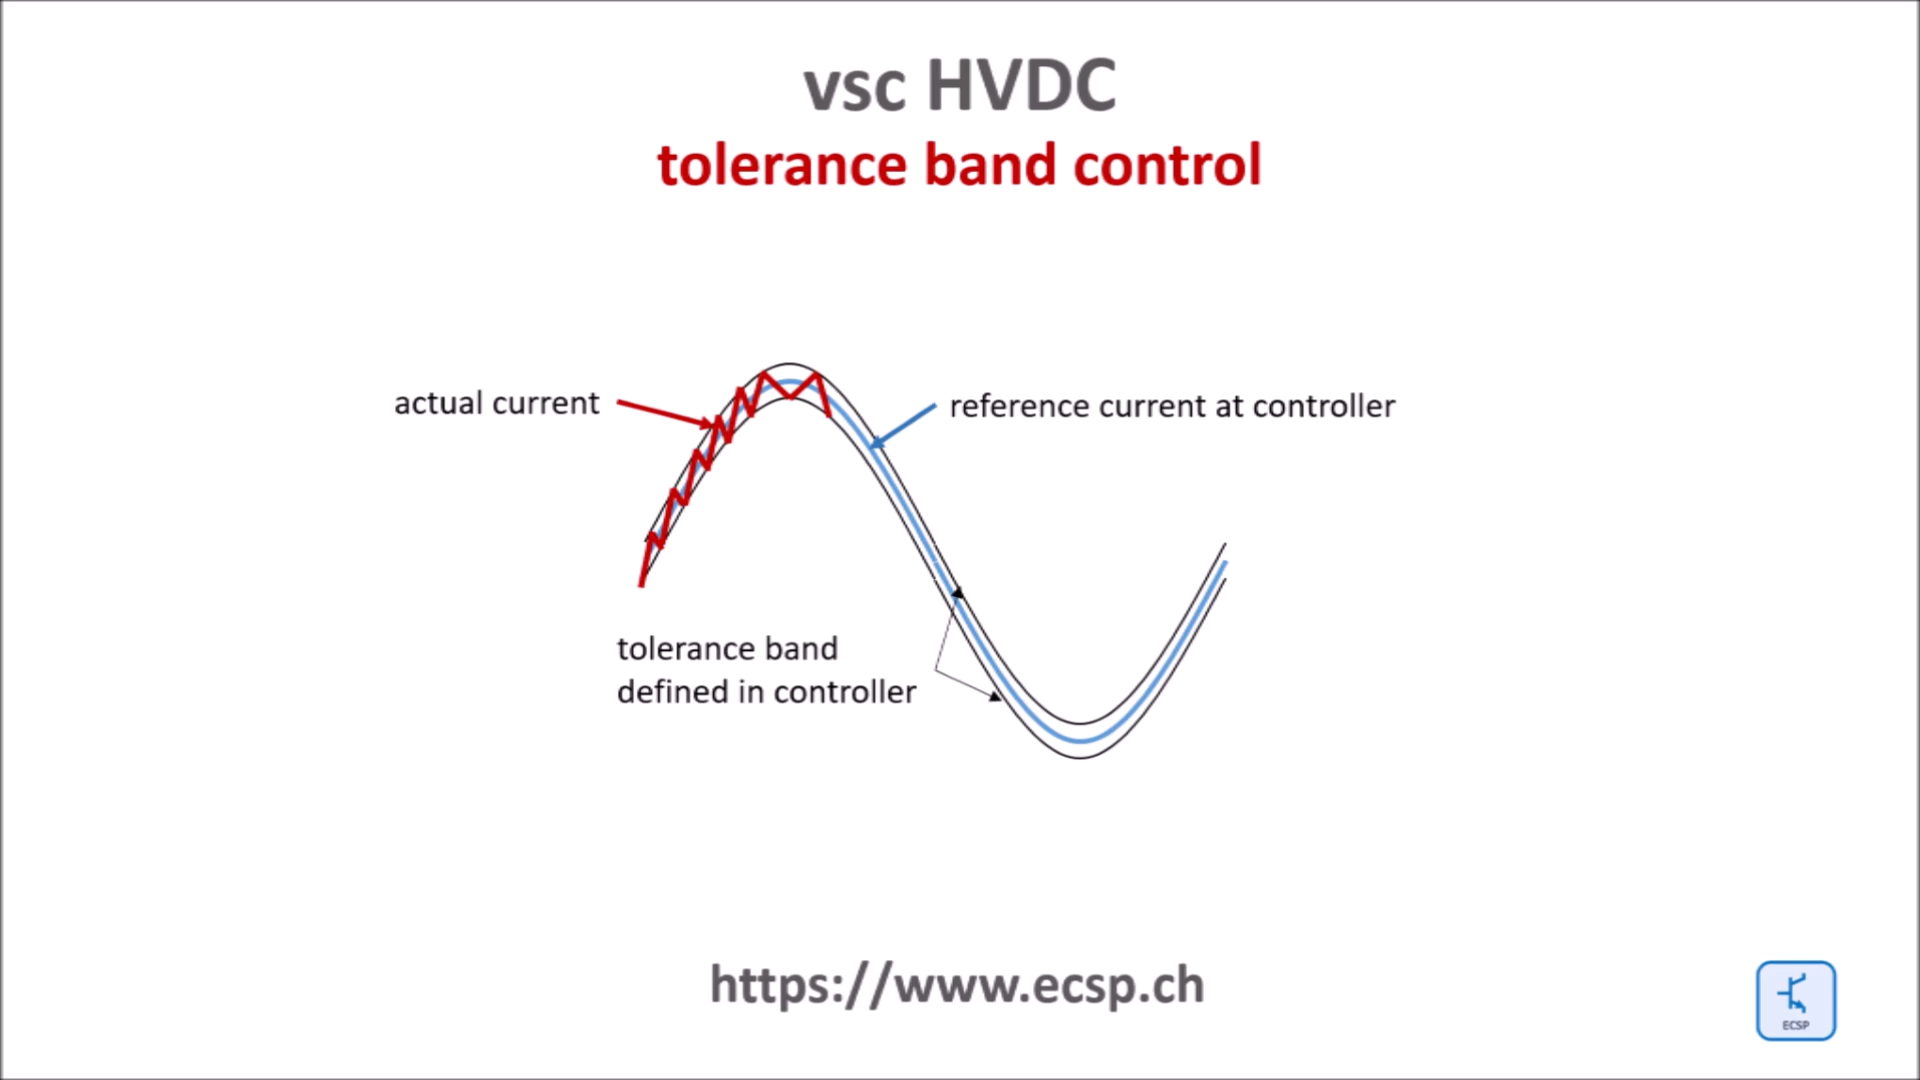 vsc HVDC
tolerance band control
actual current
reference current at controller
tolerance band
defined in controller
https://www.ecsp.ch
ECSP